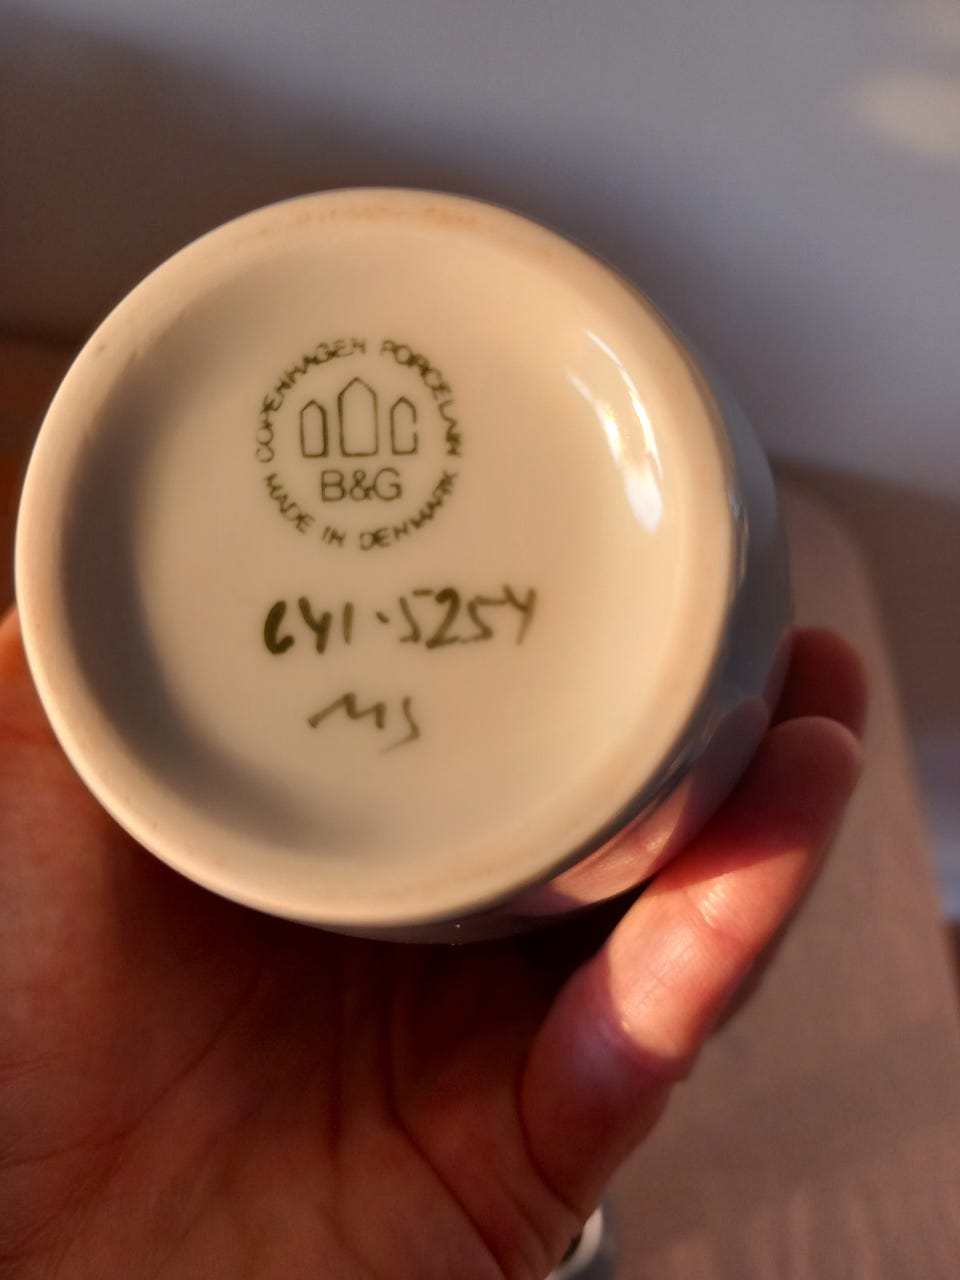 COPENHAGEN PORCELAIN
B&G
MADE IN DENMARK
641·5254
MS